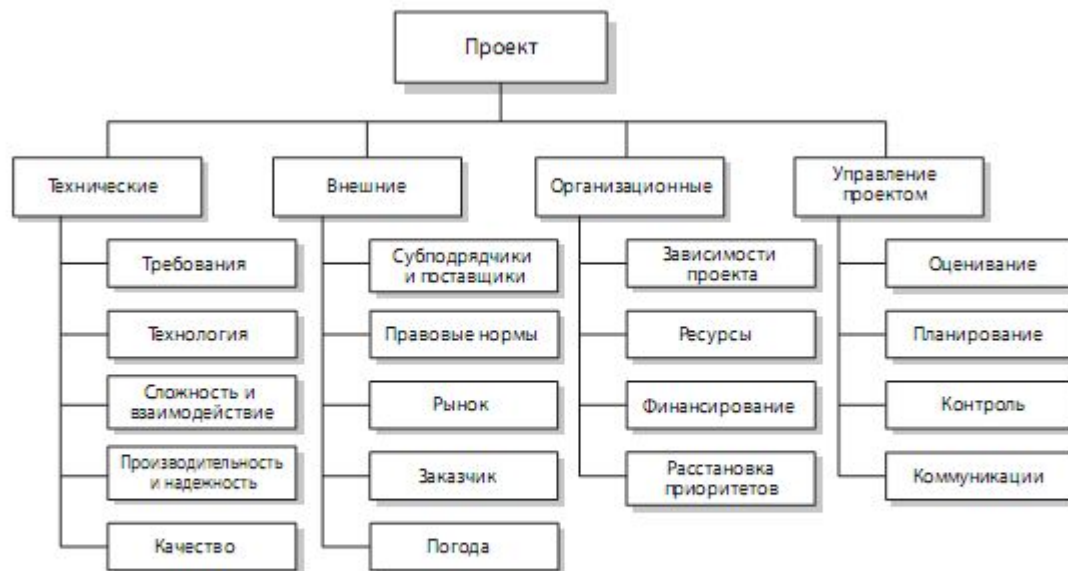 Проект
Технические
Внешние
Организационные
Управление
проектом
Требования
Технология
Сложность и
взаимодействие
Производительность
и надежность
Качество
Субподрядчики
и поставщики
Правовые нормы
Рынок
Заказчик
Погода
Зависимости
проекта
Ресурсы
Финансирование
Расстановка
приоритетов
Оценивание
Планирование
Контроль
Коммуникации